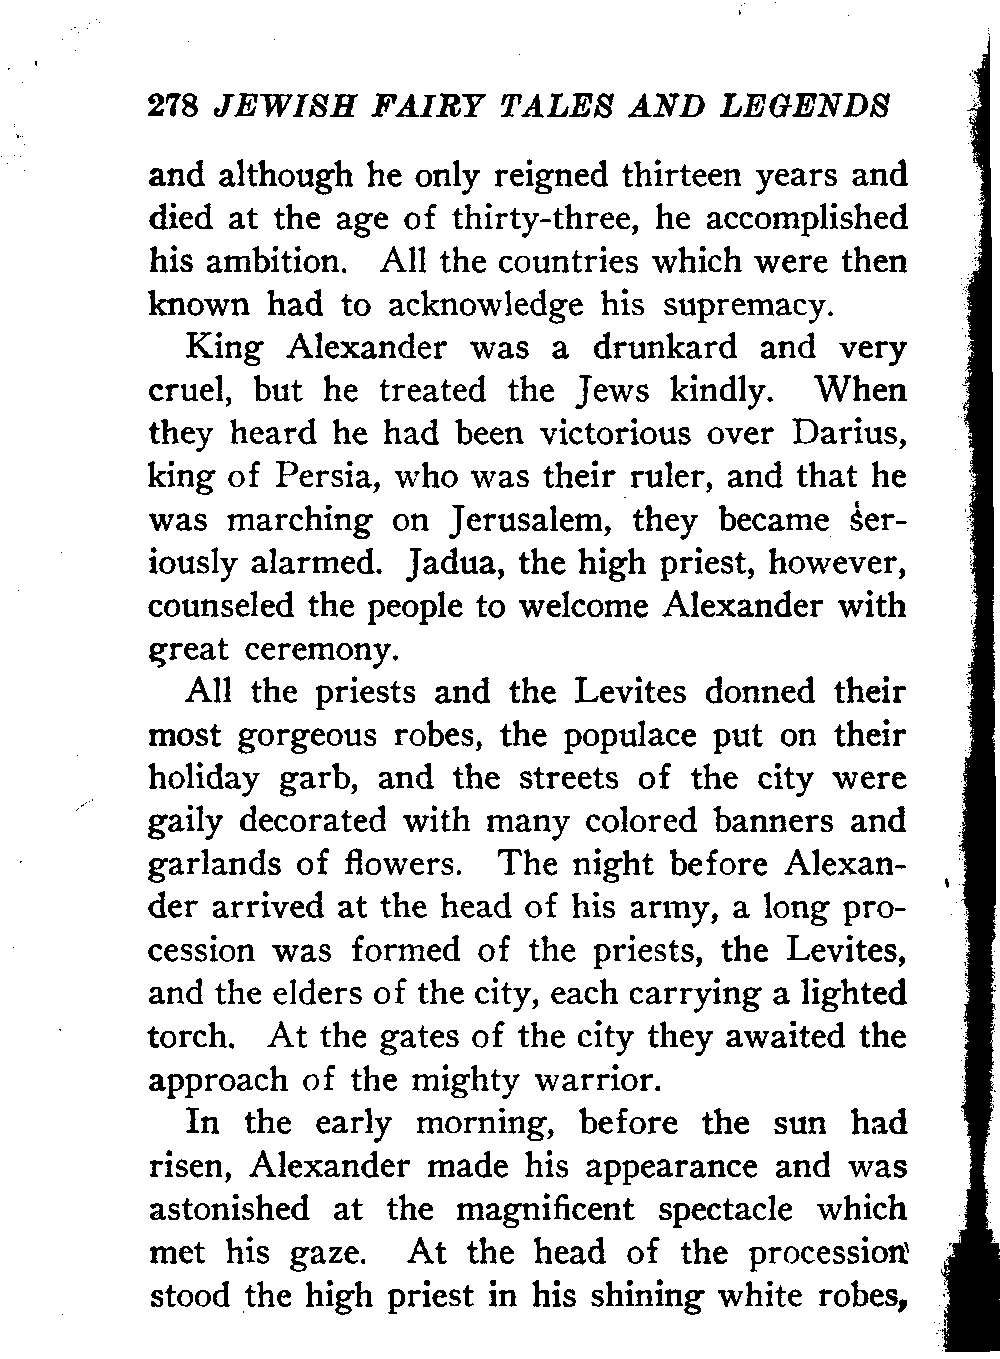 278 JEWISH FAIRY TALES AND LEGENDS
and although he only reigned thirteen years and
died at the age of thirty-three, he accomplished
his ambition. All the countries which were then
known had to acknowledge his supremacy.
King Alexander was a drunkard and very
cruel, but he treated the Jews kindly. When
they heard he had been victorious over Darius,
king of Persia, who was their ruler, and that he
was marching on Jerusalem, they became ser-
iously alarmed. Jadua, the high priest, however,
counseled the people to welcome Alexander with
great ceremony.
All the priests and the Levites donned their
most gorgeous robes, the populace put on their
holiday garb, and the streets of the city were
gaily decorated with many colored banners and
garlands of flowers. The night before Alexan-
der arrived at the head of his army, a long pro-
cession was formed of the priests, the Levites,
and the elders of the city, each carrying a lighted
torch. At the gates of the city they awaited the
approach of the mighty warrior.
In the early morning, before the sun had
risen, Alexander made his appearance and was
astonished at the magnificent spectacle which
met his gaze. At the head of the procession
stood the high priest in his shining white robes,